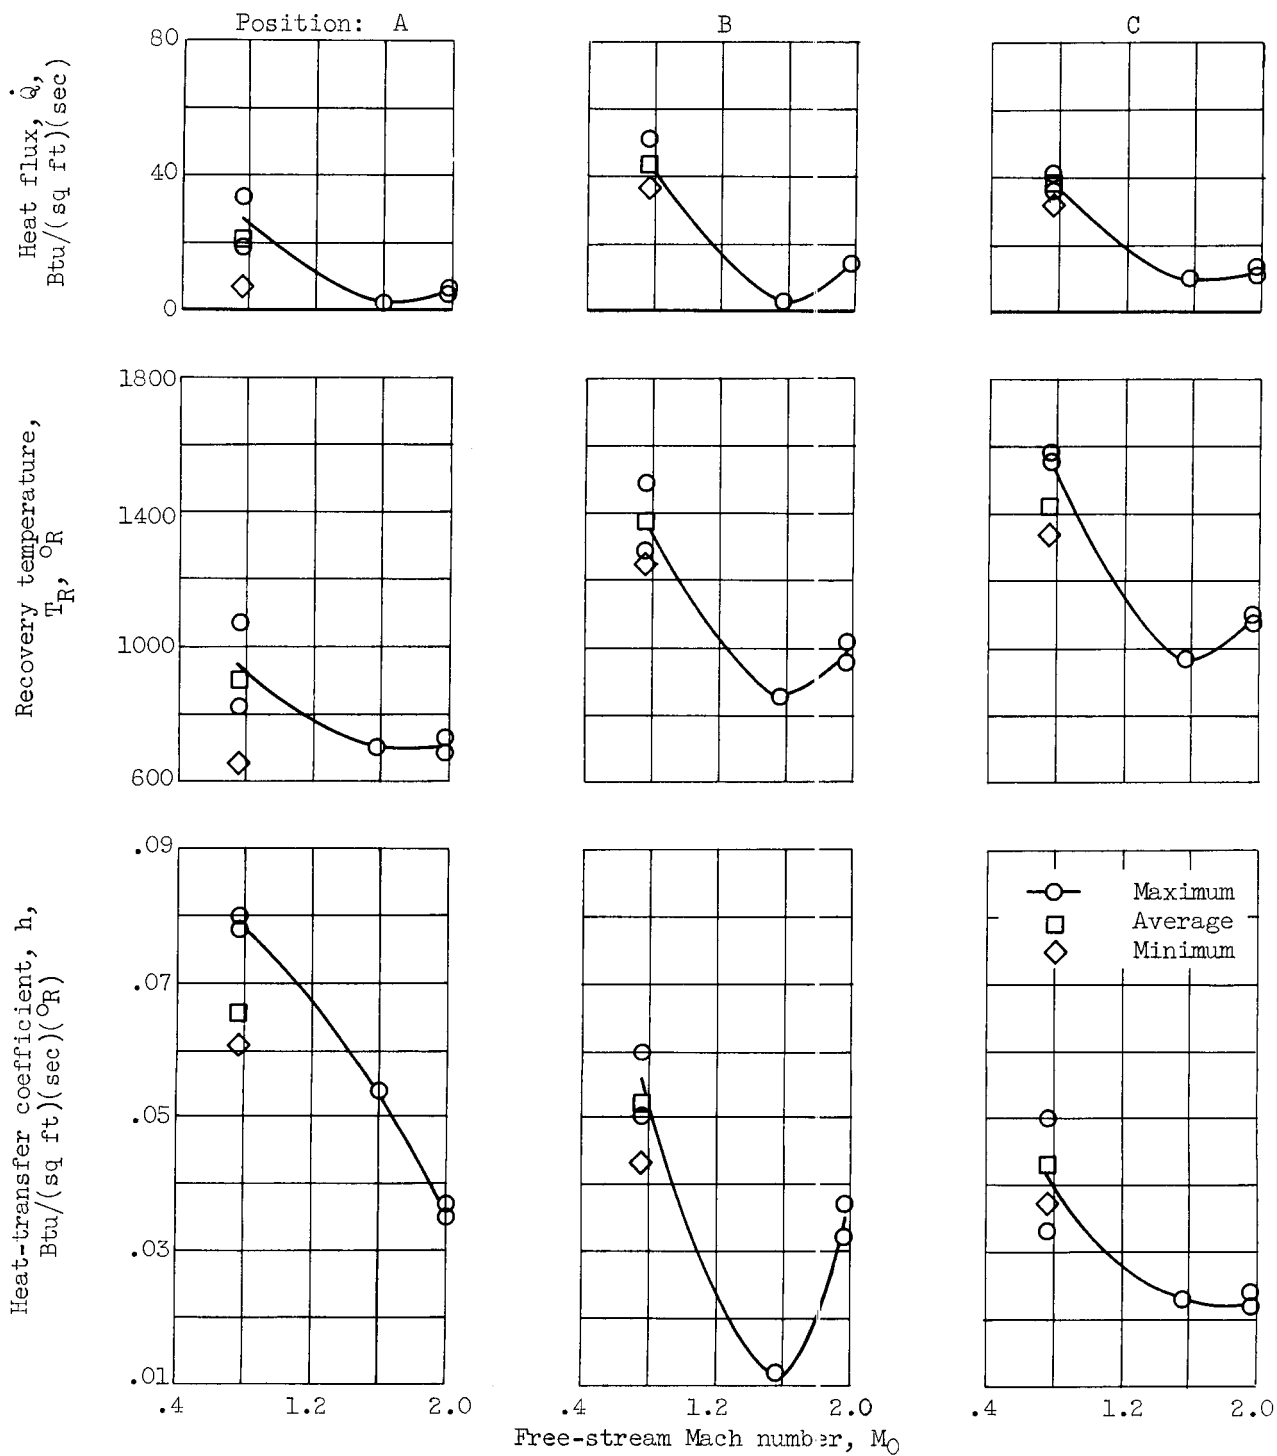 Position: A
B
C
Heat flux, Q̇,
Btu/(sq ft)(sec)
80
40
0
Recovery temperature,
T_R, °R
1800
1400
1000
600
Heat-transfer coefficient, h,
Btu/(sq ft)(sec)(°R)
.09
.07
.05
.03
.01
Maximum
Average
Minimum
.4
1.2
2.0
.4
1.2
2.0
.4
1.2
2.0
Free-stream Mach number, M₀